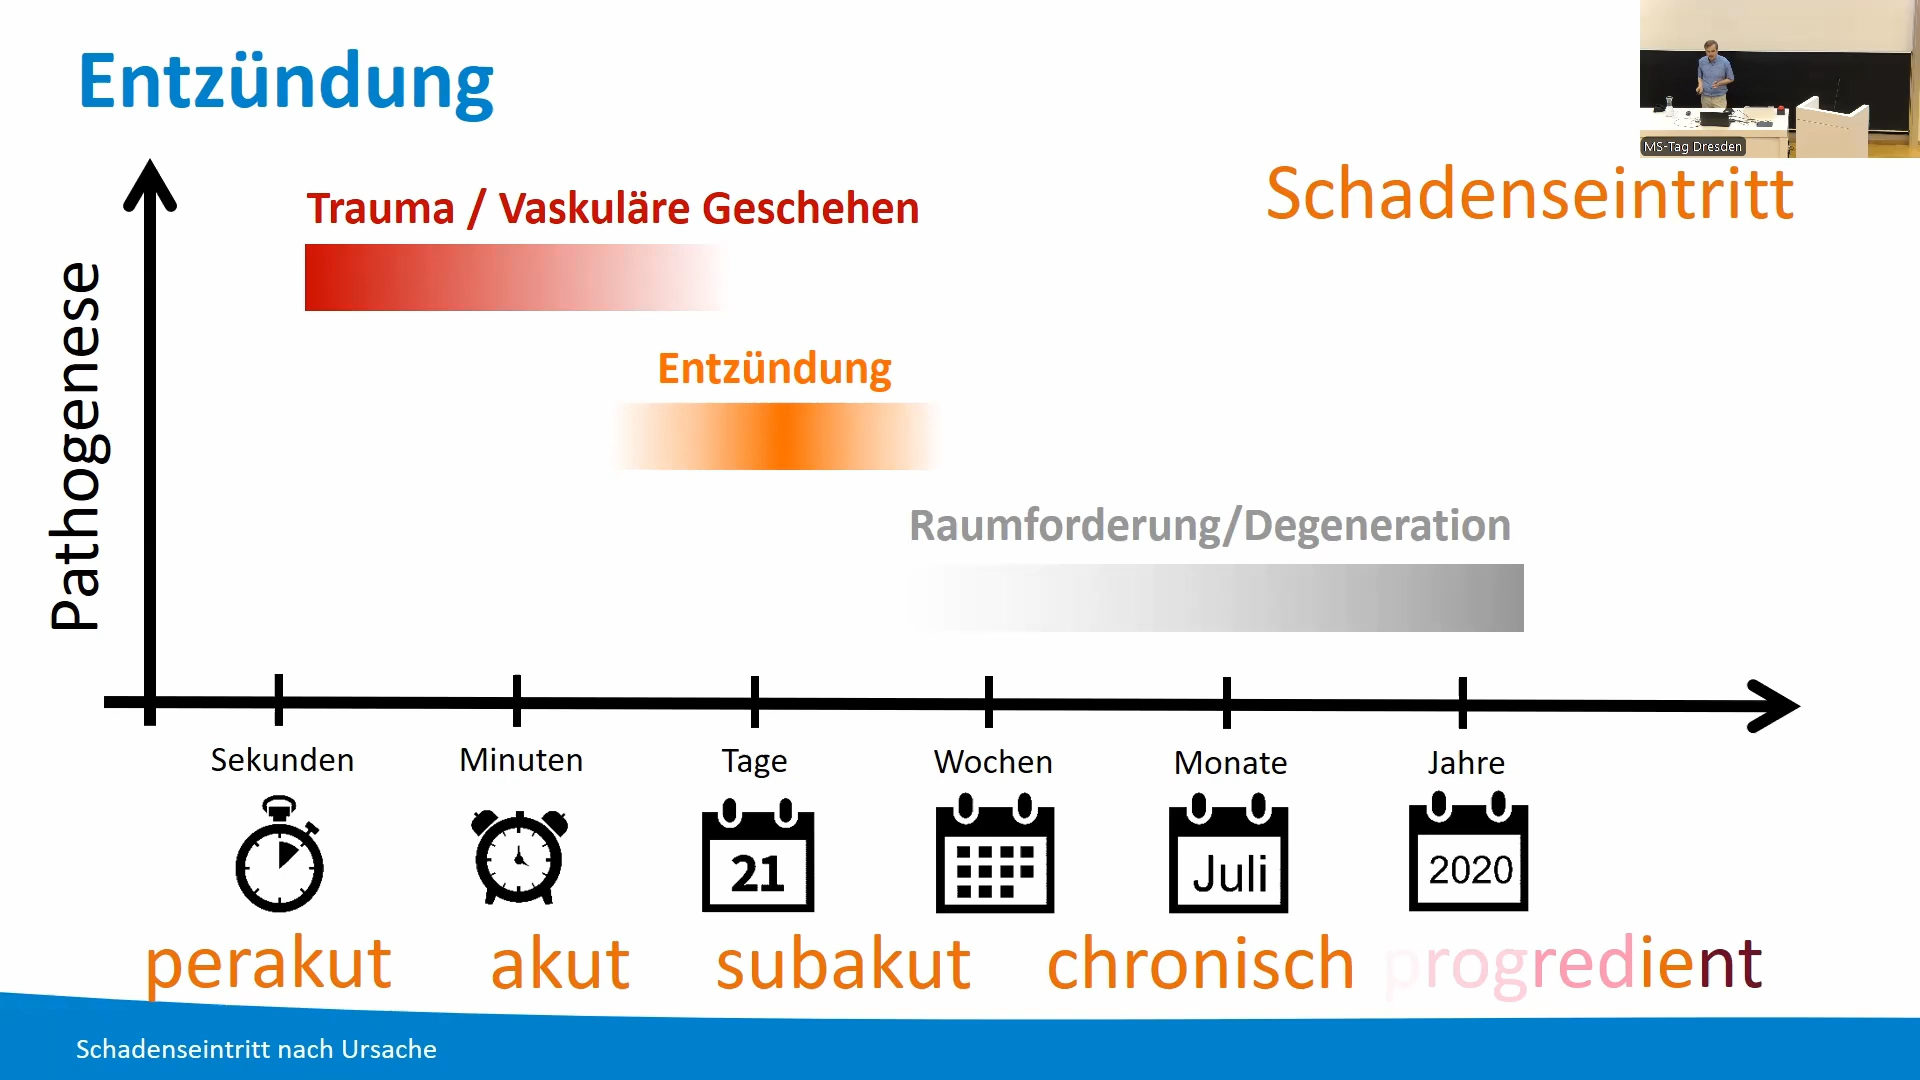 Entzündung
MS-Tag Dresden
Schadenseintritt
Trauma / Vaskuläre Geschehen
Entzündung
Raumforderung/Degeneration
Pathogenese
Sekunden Minuten Tage Wochen Monate Jahre
21 Juli 2020
perakut akut subakut chronisch progredient
Schadenseintritt nach Ursache